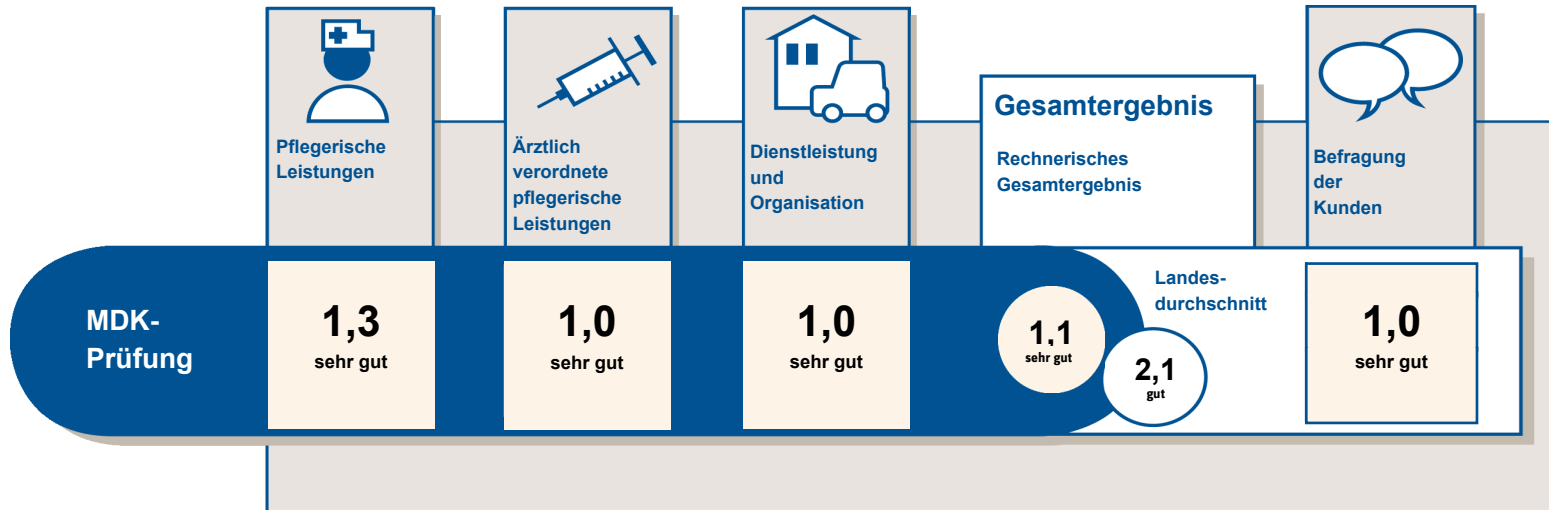 Pflegerische
Leistungen
Ärztlich
verordnete
pflegerische
Leistungen
Dienstleistung
und
Organisation
Gesamtergebnis
Rechnerisches
Gesamtergebnis
Befragung
der
Kunden
MDK-
Prüfung
1,3
sehr gut
1,0
sehr gut
1,0
sehr gut
1,1
sehr gut
Landes-
durchschnitt
2,1
gut
1,0
sehr gut